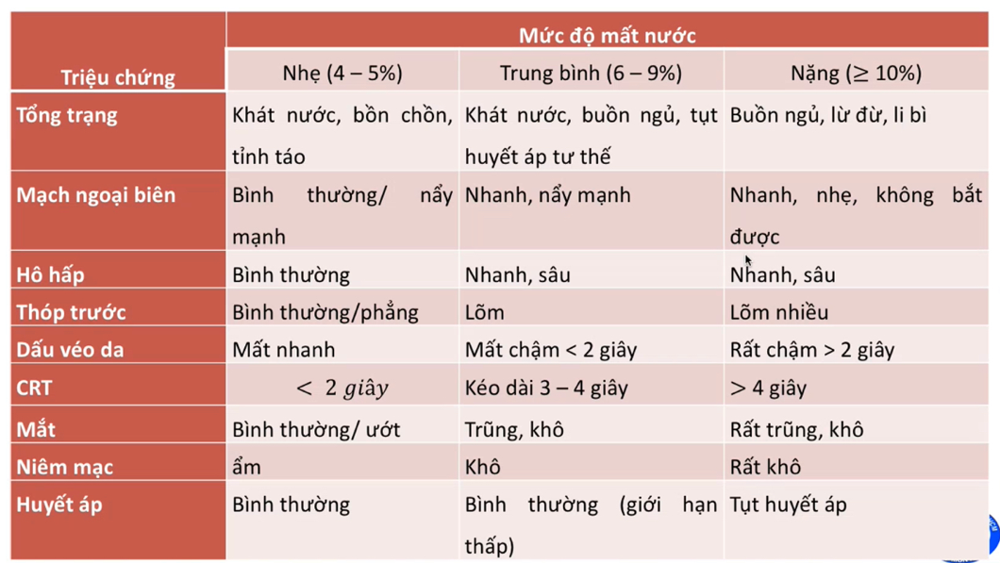 Mức độ mất nước
Triệu chứng
Nhẹ (4 – 5%)
Trung bình (6 – 9%)
Nặng (≥ 10%)
Tổng trạng
Khát nước, bồn chồn,
tỉnh táo
Khát nước, buồn ngủ, tụt
huyết áp tư thế
Buồn ngủ, lừ đừ, li bì
Mạch ngoại biên
Bình thường/ nẩy
mạnh
Nhanh, nẩy mạnh
Nhanh, nhẹ, không bắt
được
Hô hấp
Bình thường
Nhanh, sâu
Nhanh, sâu
Thóp trước
Bình thường/phẳng
Lõm
Lõm nhiều
Dấu véo da
Mất nhanh
Mất chậm < 2 giây
Rất chậm > 2 giây
CRT
< 2 giây
Kéo dài 3 – 4 giây
> 4 giây
Mắt
Bình thường/ ướt
Trũng, khô
Rất trũng, khô
Niêm mạc
ẩm
Khô
Rất khô
Huyết áp
Bình thường
Bình thường (giới hạn
thấp)
Tụt huyết áp